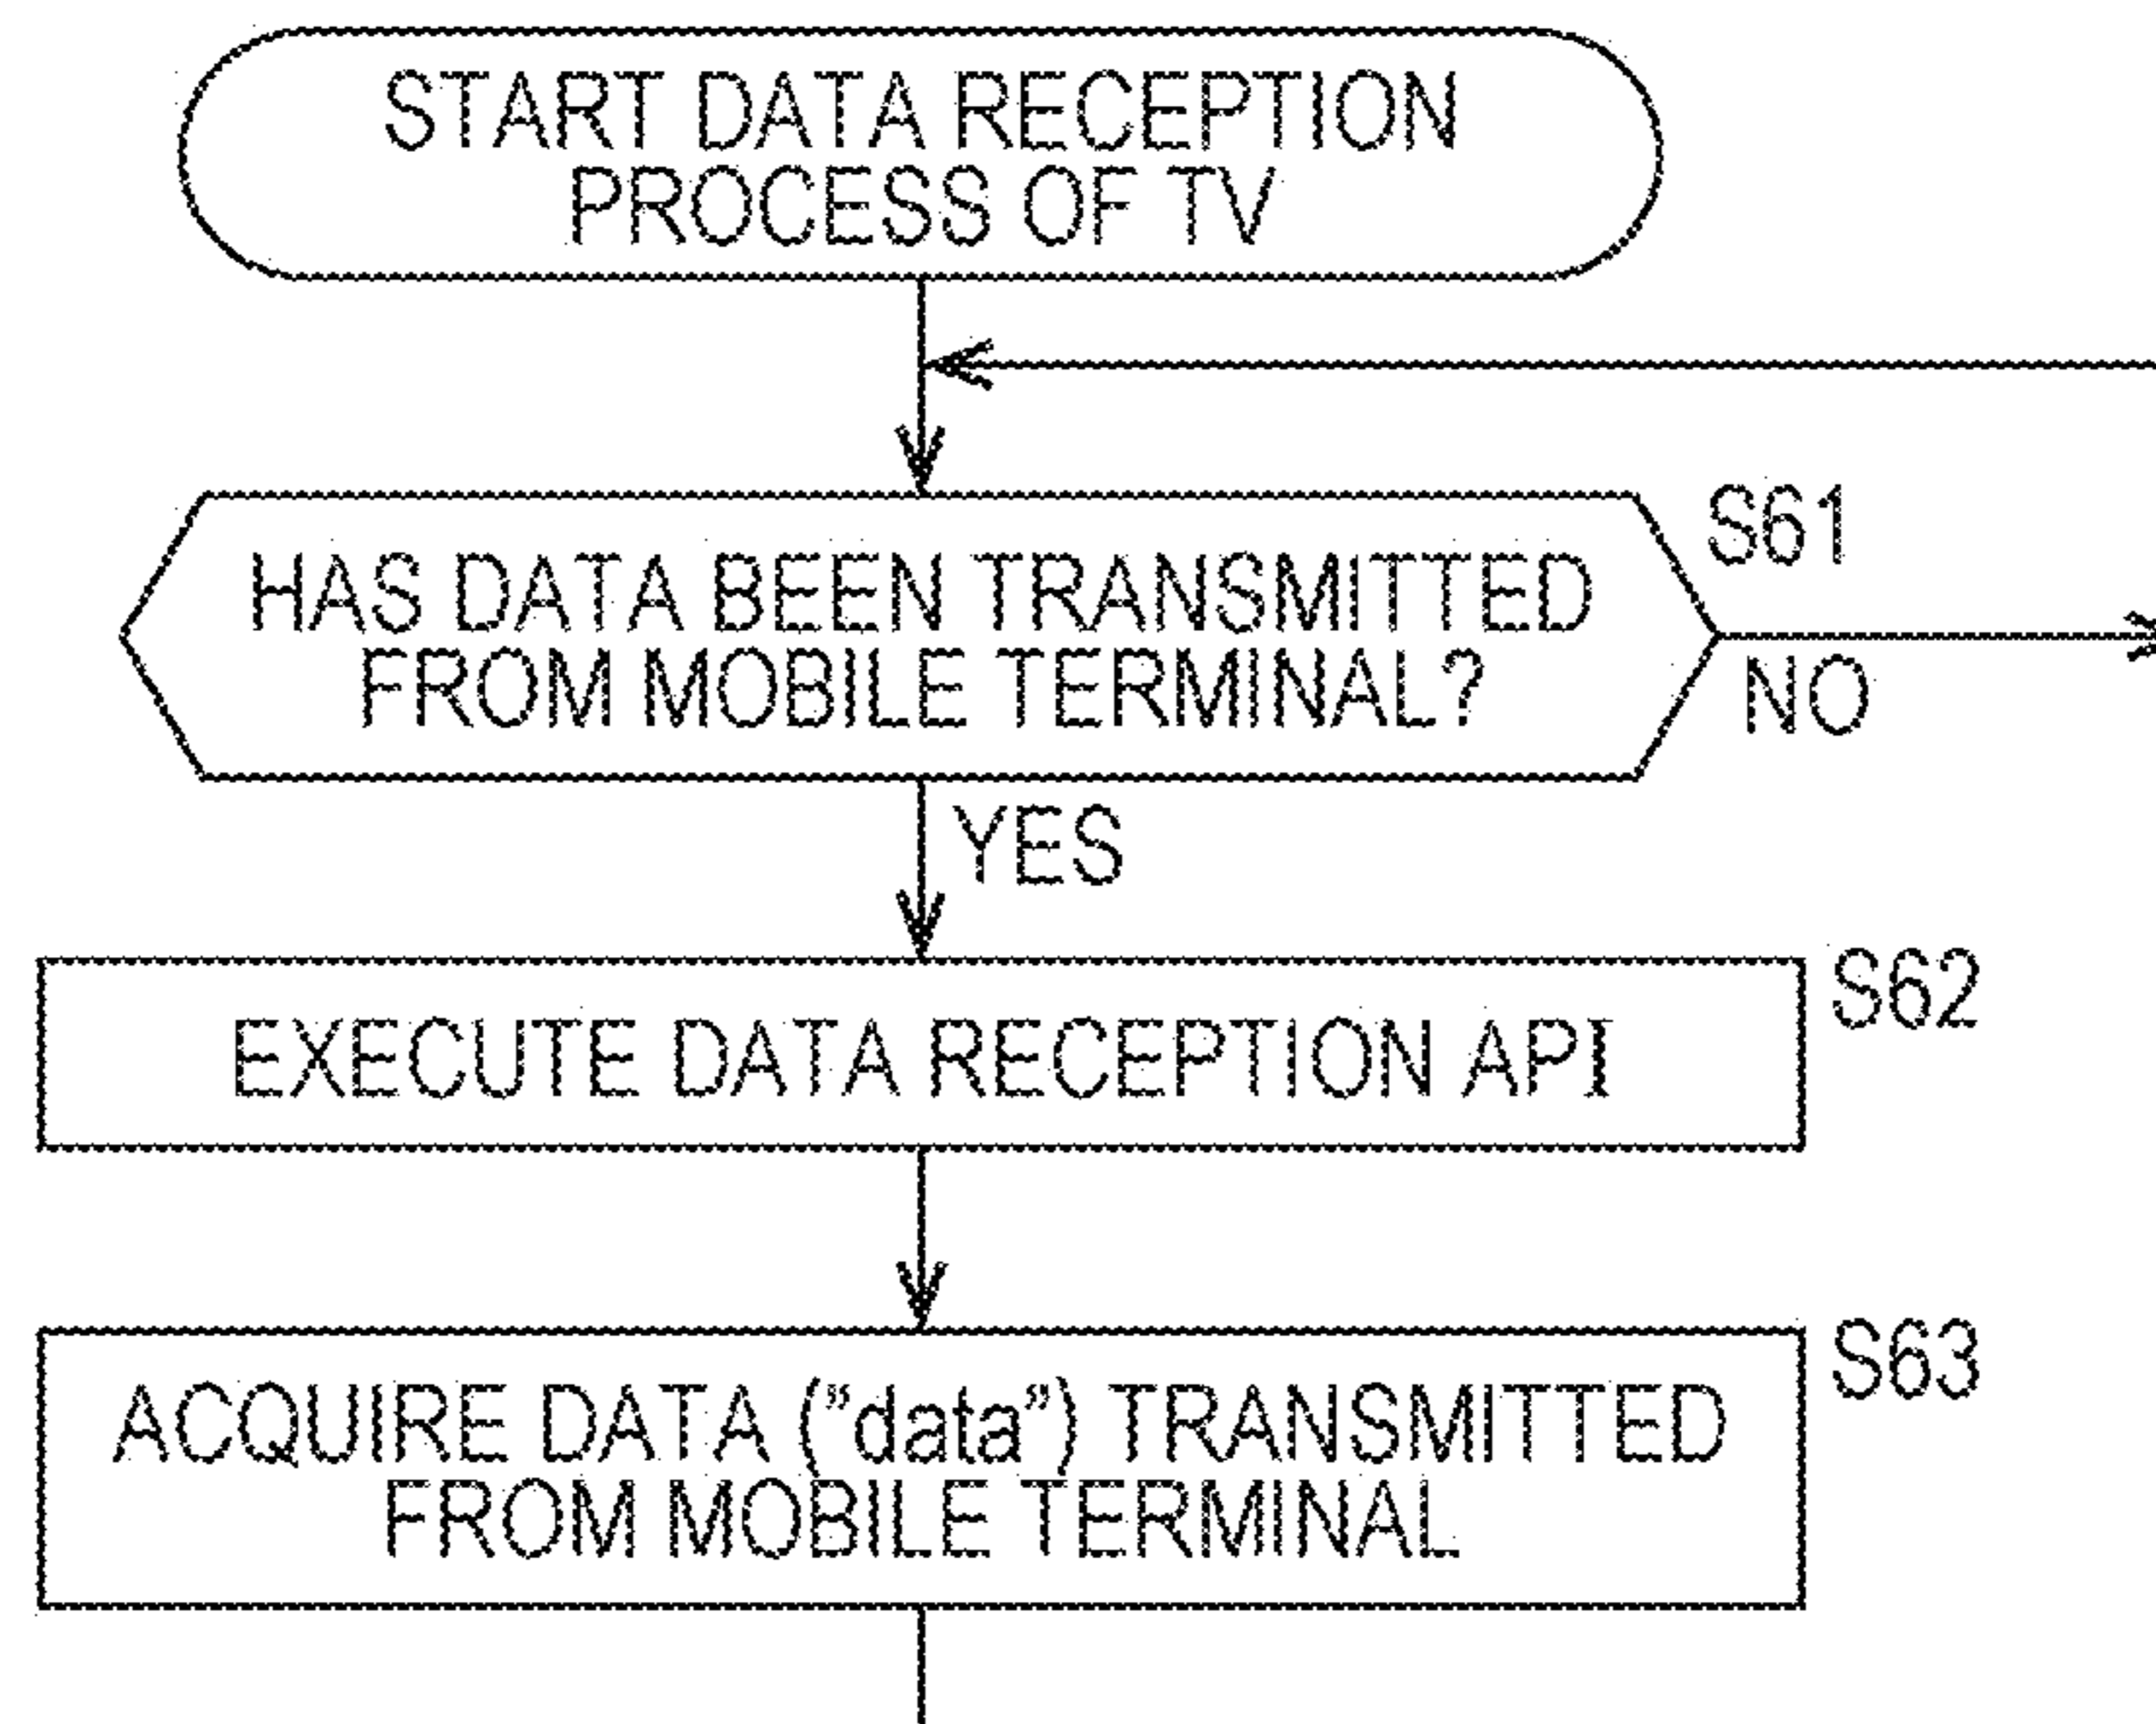 START DATA RECEPTION
PROCESS OF TV
S61
HAS DATA BEEN TRANSMITTED
FROM MOBILE TERMINAL?
NO
YES
S62
EXECUTE DATA RECEPTION API
S63
ACQUIRE DATA (”data”) TRANSMITTED
FROM MOBILE TERMINAL